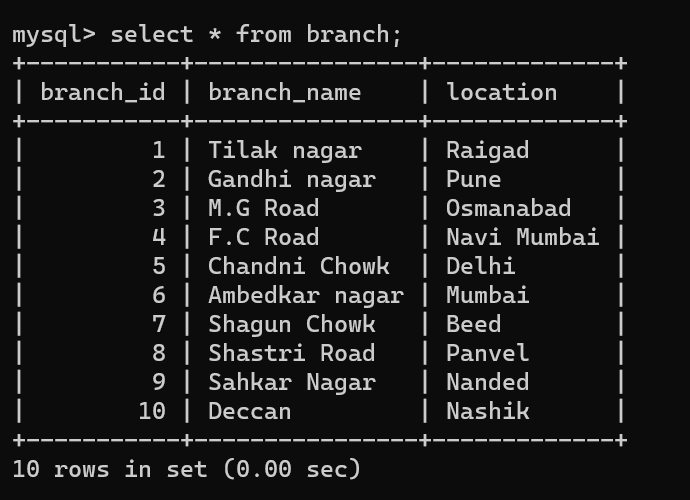 mysql> select * from branch;
+-----------+----------------+-------------+
| branch_id | branch_name    | location    |
+-----------+----------------+-------------+
|         1 | Tilak nagar    | Raigad      |
|         2 | Gandhi nagar   | Pune        |
|         3 | M.G Road       | Osmanabad   |
|         4 | F.C Road       | Navi Mumbai |
|         5 | Chandni Chowk  | Delhi       |
|         6 | Ambedkar nagar | Mumbai      |
|         7 | Shagun Chowk   | Beed        |
|         8 | Shastri Road   | Panvel      |
|         9 | Sahkar Nagar   | Nanded      |
|        10 | Deccan         | Nashik      |
+-----------+----------------+-------------+
10 rows in set (0.00 sec)